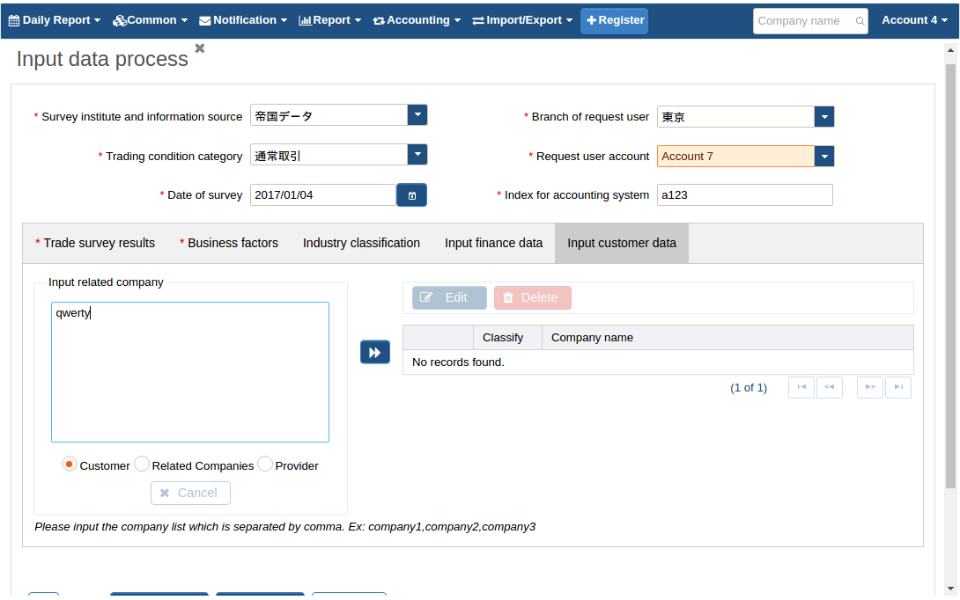 Daily Report Common Notification Report Accounting Import/Export +Register Company name Account 4
Input data process
* Survey institute and information source 帝国データ * Branch of request user 東京
* Trading condition category 通常取引 * Request user account Account 7
* Date of survey 2017/01/04 * Index for accounting system a123
* Trade survey results * Business factors Industry classification Input finance data Input customer data
Input related company
qwerty
Edit Delete
Classify Company name
No records found.
(1 of 1)
Customer Related Companies Provider
Cancel
Please input the company list which is separated by comma. Ex: company1,company2,company3